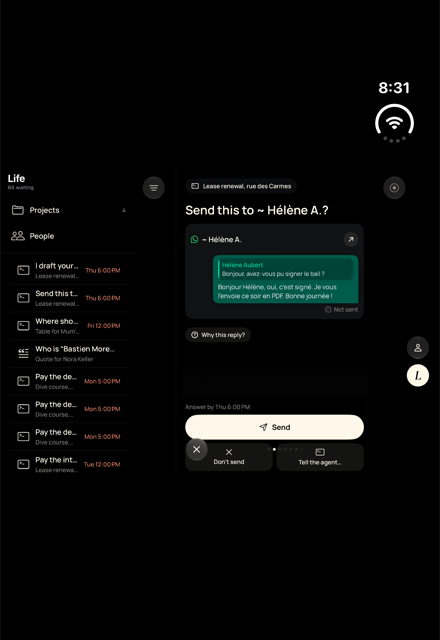 8:31
Life
64 waiting
Projects
4
People
I draft your…
Thu 6:00 PM
Lease renewal…
Send this t…
Thu 6:00 PM
Lease renewal…
Where sho…
Fri 12:00 PM
Table for Mum'…
Who is "Bastien More…
Quote for Nora Keller
Pay the de…
Mon 5:00 PM
Dive course,…
Pay the de…
Mon 5:00 PM
Dive course,…
Pay the de…
Mon 5:00 PM
Dive course,…
Pay the int…
Tue 12:00 PM
Lease renewa…
Lease renewal, rue des Carmes
Send this to ~ Hélène A.?
~ Hélène A.
Hélène Aubert
Bonjour, avez-vous pu signer le bail ?
Bonjour Hélène, oui, c'est signé. Je vous
l'envoie ce soir en PDF. Bonne journée !
Not sent
Why this reply?
L
Answer by Thu 6:00 PM
Send
Don't send
Tell the agent…